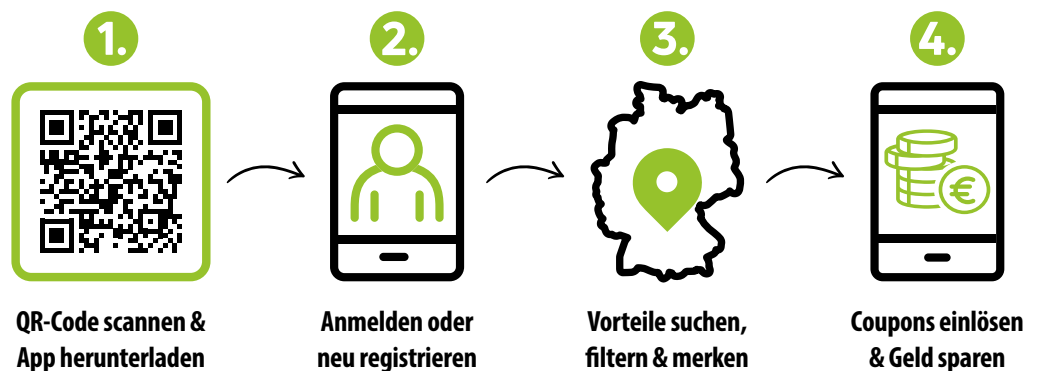 1.
QR-Code scannen &
App herunterladen
2.
Anmelden oder
neu registrieren
3.
Vorteile suchen,
filtern & merken
4.
€
Coupons einlösen
& Geld sparen